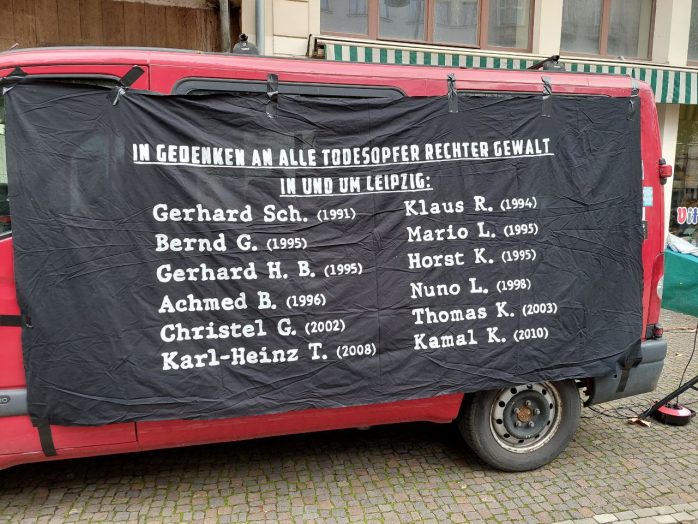 IN GEDENKEN AN ALLE TODESOPFER RECHTER GEWALT
IN UND UM LEIPZIG:
Gerhard Sch. (1991)
Bernd G. (1995)
Gerhard H. B. (1995)
Achmed B. (1996)
Christel G. (2002)
Karl-Heinz T. (2008)
Klaus R. (1994)
Mario L. (1995)
Horst K. (1995)
Nuno L. (1998)
Thomas K. (2003)
Kamal K. (2010)